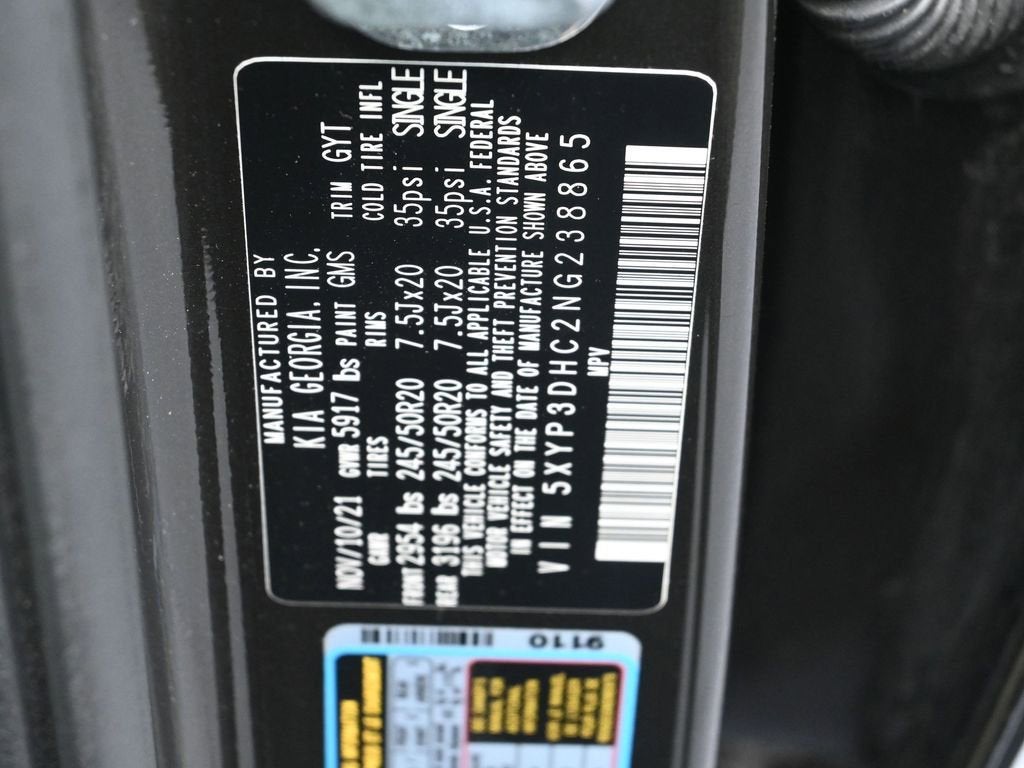 MANUFACTURED BY
KIA GEORGIA, INC.
NOV/10/21 GVWR 5917 lbs PAINT GMS TRIM GYT
GAWR TIRES RIMS COLD TIRE INFL
FRONT 2954 lbs 245/50R20 7.5Jx20 35psi SINGLE
REAR 3196 lbs 245/50R20 7.5Jx20 35psi SINGLE
THIS VEHICLE CONFORMS TO ALL APPLICABLE U.S.A. FEDERAL
MOTOR VEHICLE SAFETY AND THEFT PREVENTION STANDARDS
IN EFFECT ON THE DATE OF MANUFACTURE SHOWN ABOVE
VIN 5XYP3DHC2NG238865
MPV
9110